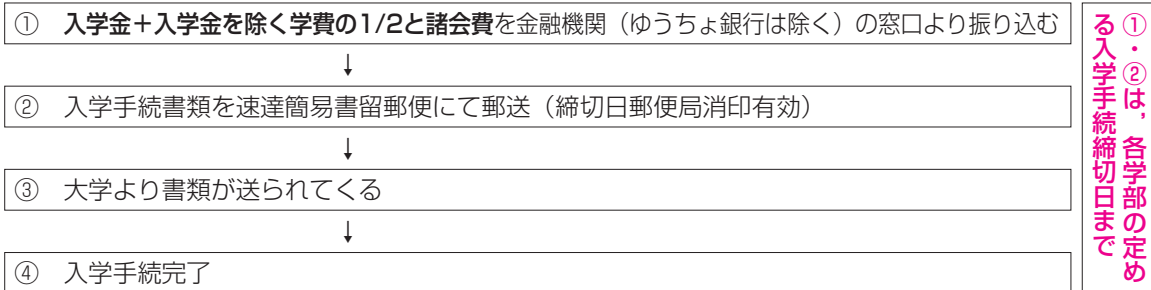 ① 入学金＋入学金を除く学費の1/2と諸会費を金融機関（ゆうちょ銀行は除く）の窓口より振り込む
↓
② 入学手続書類を速達簡易書留郵便にて郵送（締切日郵便局消印有効）
↓
③ 大学より書類が送られてくる
↓
④ 入学手続完了
①・②は，各学部の定め
る入学手続締切日まで